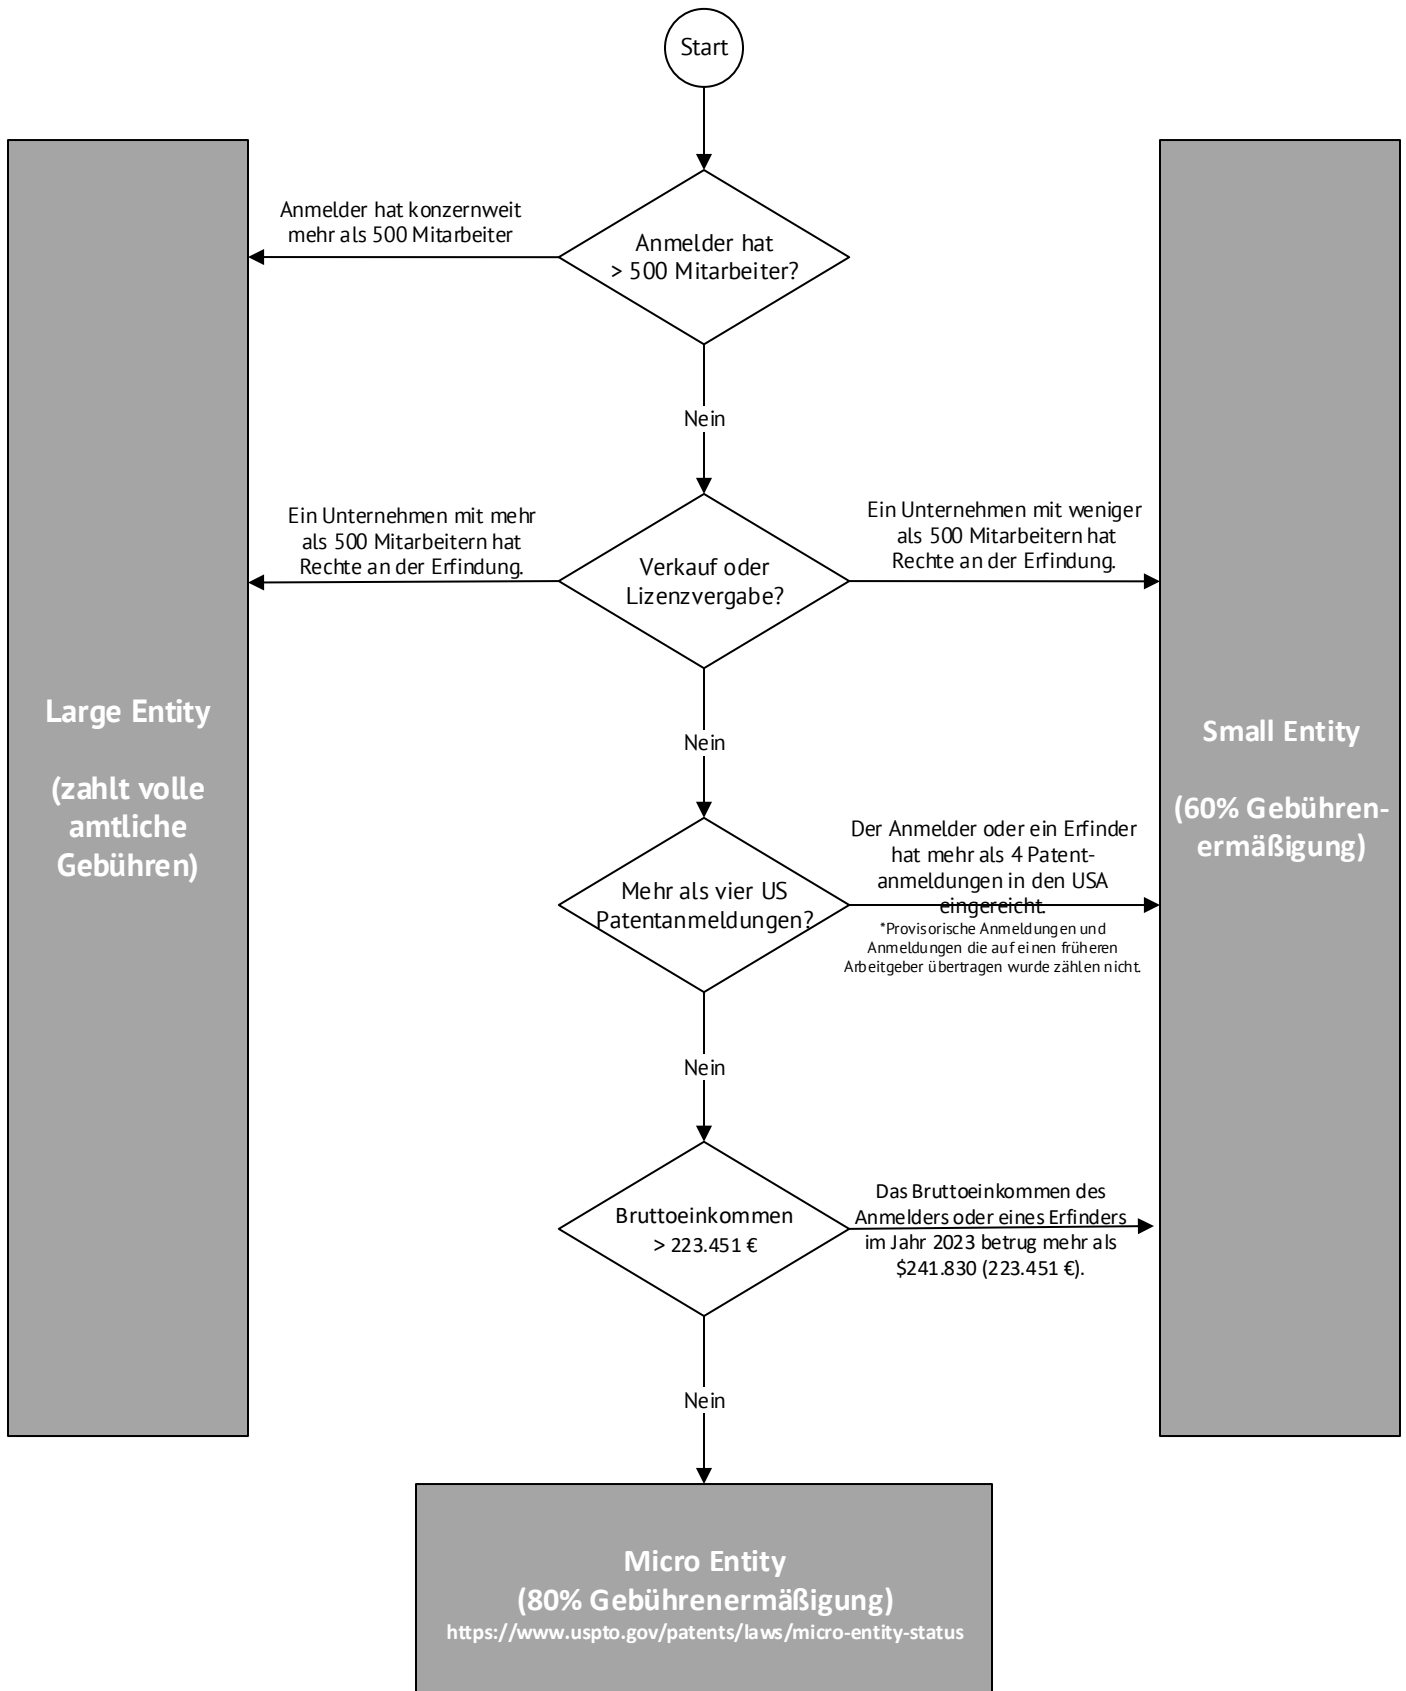 Start
Anmelder hat konzernweit
mehr als 500 Mitarbeiter
Anmelder hat
> 500 Mitarbeiter?
Nein
Ein Unternehmen mit mehr
als 500 Mitarbeitern hat
Rechte an der Erfindung.
Verkauf oder
Lizenzvergabe?
Ein Unternehmen mit weniger
als 500 Mitarbeitern hat
Rechte an der Erfindung.
Large Entity
(zahlt volle
amtliche
Gebühren)
Nein
Small Entity
(60% Gebühren-
ermäßigung)
Mehr als vier US
Patentanmeldungen?
Der Anmelder oder ein Erfinder
hat mehr als 4 Patent-
anmeldungen in den USA
eingereicht.
*Provisorische Anmeldungen und
Anmeldungen die auf einen früheren
Arbeitgeber übertragen wurde zählen nicht.
Nein
Bruttoeinkommen
> 223.451 €
Das Bruttoeinkommen des
Anmelders oder eines Erfinders
im Jahr 2023 betrug mehr als
$241.830 (223.451 €).
Nein
Micro Entity
(80% Gebührenermäßigung)
https://www.uspto.gov/patents/laws/micro-entity-status